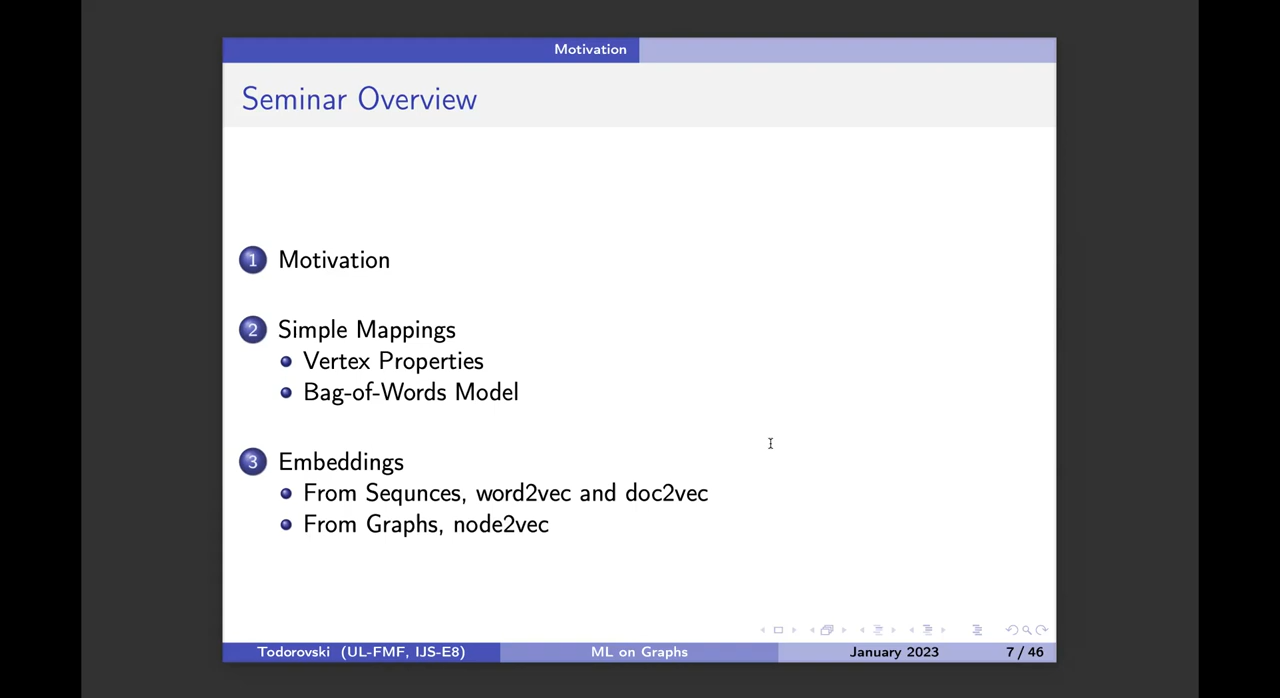 Motivation
Seminar Overview
1 Motivation
2 Simple Mappings
Vertex Properties
Bag-of-Words Model
3 Embeddings
From Sequnces, word2vec and doc2vec
From Graphs, node2vec
Todorovski (UL-FMF, IJS-E8) ML on Graphs January 2023 7 / 46